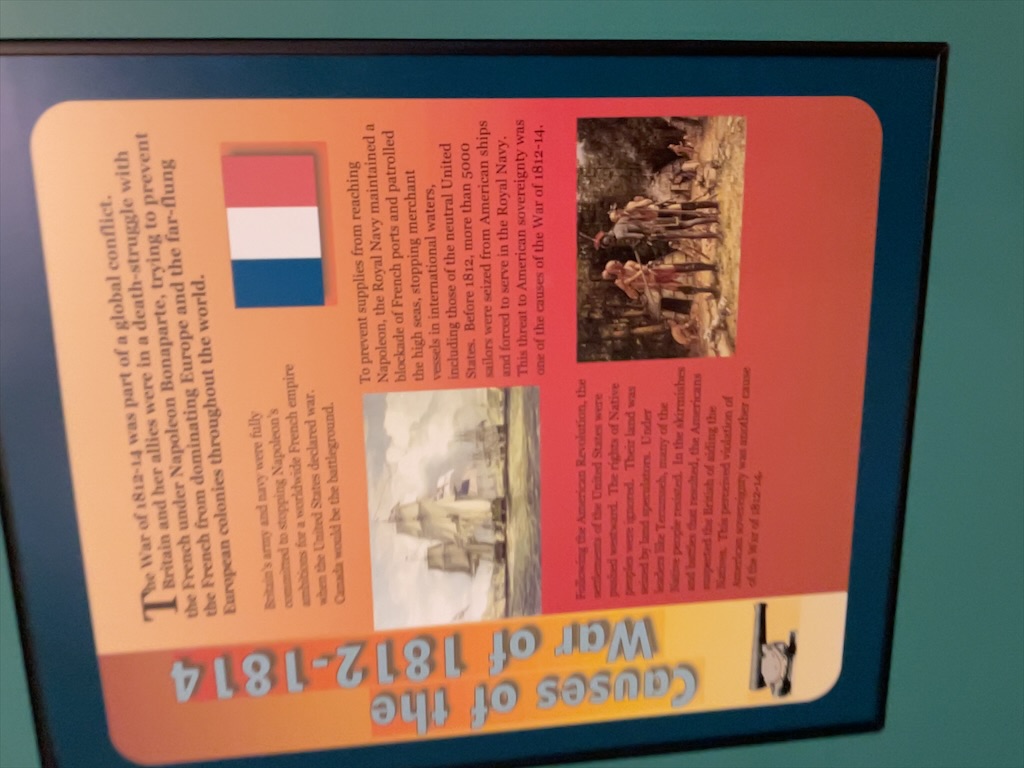 Causes of the
War of 1812-1814
The War of 1812-14 was part of a global conflict.
Britain and her allies were in a death-struggle with
the French under Napoleon Bonaparte, trying to prevent
the French from dominating Europe and the far-flung
European colonies throughout the world.
Britain's army and navy were fully
committed to stopping Napoleon's
ambitions for a worldwide French empire
when the United States declared war.
Canada would be the battleground.
To prevent supplies from reaching
Napoleon, the Royal Navy maintained a
blockade of French ports and patrolled
the high seas, stopping merchant
vessels in international waters,
including those of the neutral United
States. Before 1812, more than 5000
sailors were seized from American ships
and forced to serve in the Royal Navy.
This threat to American sovereignty was
one of the causes of the War of 1812-14.
Following the American Revolution, the
settlements of the United States were
pushed westward. The rights of Native
peoples were ignored. Their land was
seized by land speculators. Under
leaders like Tecumseh, many of the
Native people resisted. In the skirmishes
and battles that resulted, the Americans
suspected the British of aiding the
Natives. This perceived violation of
American sovereignty was another cause
of the War of 1812-14.